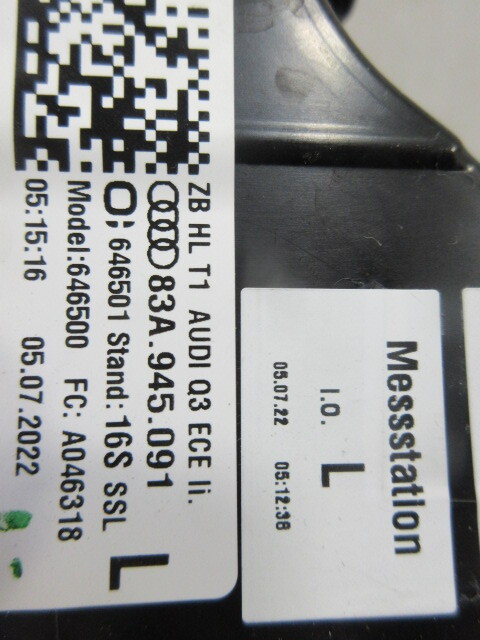 ZB HL T1 AUDI Q3 ECE li.
83A.945.091
646501 Stand: 16S SSL
L
Model:646500 FC: A046318
05:15:16 05.07.2022
Messstation
I.O. L
05.07.22 05:12:36